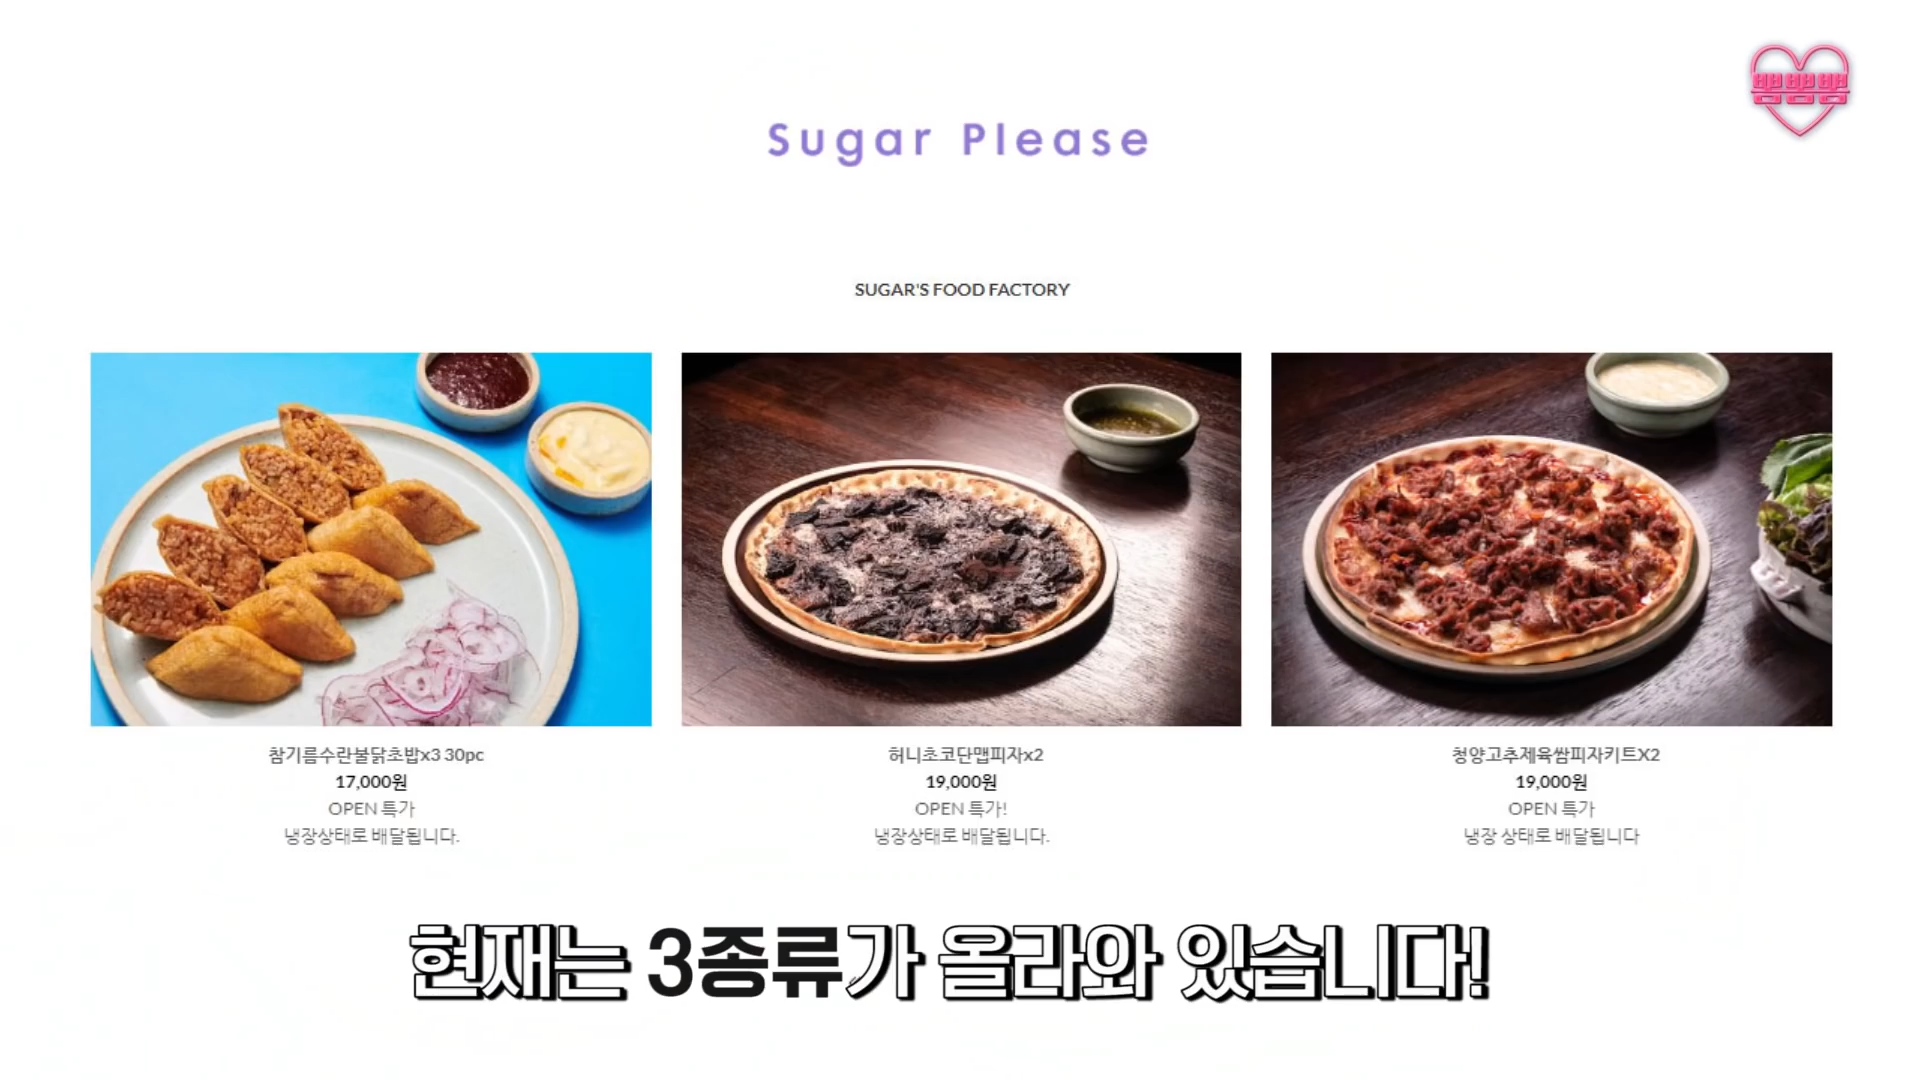 뽐뽐뽐
Sugar Please
SUGAR'S FOOD FACTORY
참기름수란불닭초밥x3 30pc
17,000원
OPEN 특가
냉장상태로 배달됩니다.
허니초코단맵피자x2
19,000원
OPEN 특가!
냉장상태로 배달됩니다.
청양고추제육쌈피자키트X2
19,000원
OPEN 특가
냉장 상태로 배달됩니다
현재는 3종류가 올라와 있습니다!